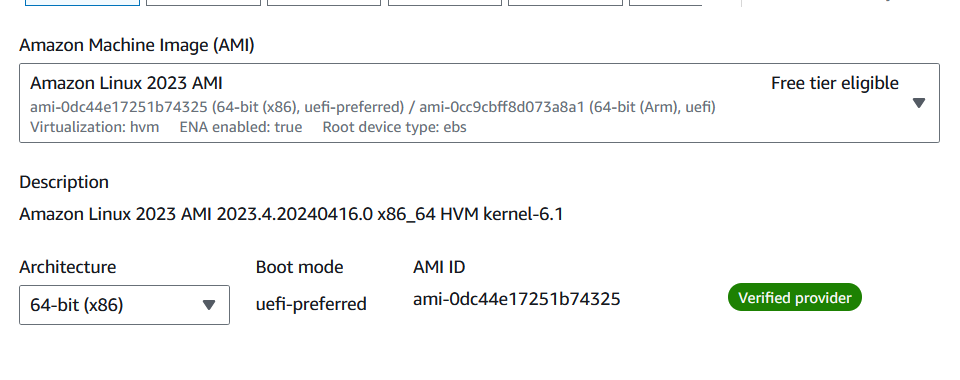 Amazon Machine Image (AMI)
Amazon Linux 2023 AMI
Free tier eligible
ami-0dc44e17251b74325 (64-bit (x86), uefi-preferred) / ami-0cc9cbff8d073a8a1 (64-bit (Arm), uefi)
Virtualization: hvm ENA enabled: true Root device type: ebs
Description
Amazon Linux 2023 AMI 2023.4.20240416.0 x86_64 HVM kernel-6.1
Architecture Boot mode AMI ID
64-bit (x86) uefi-preferred ami-0dc44e17251b74325 Verified provider